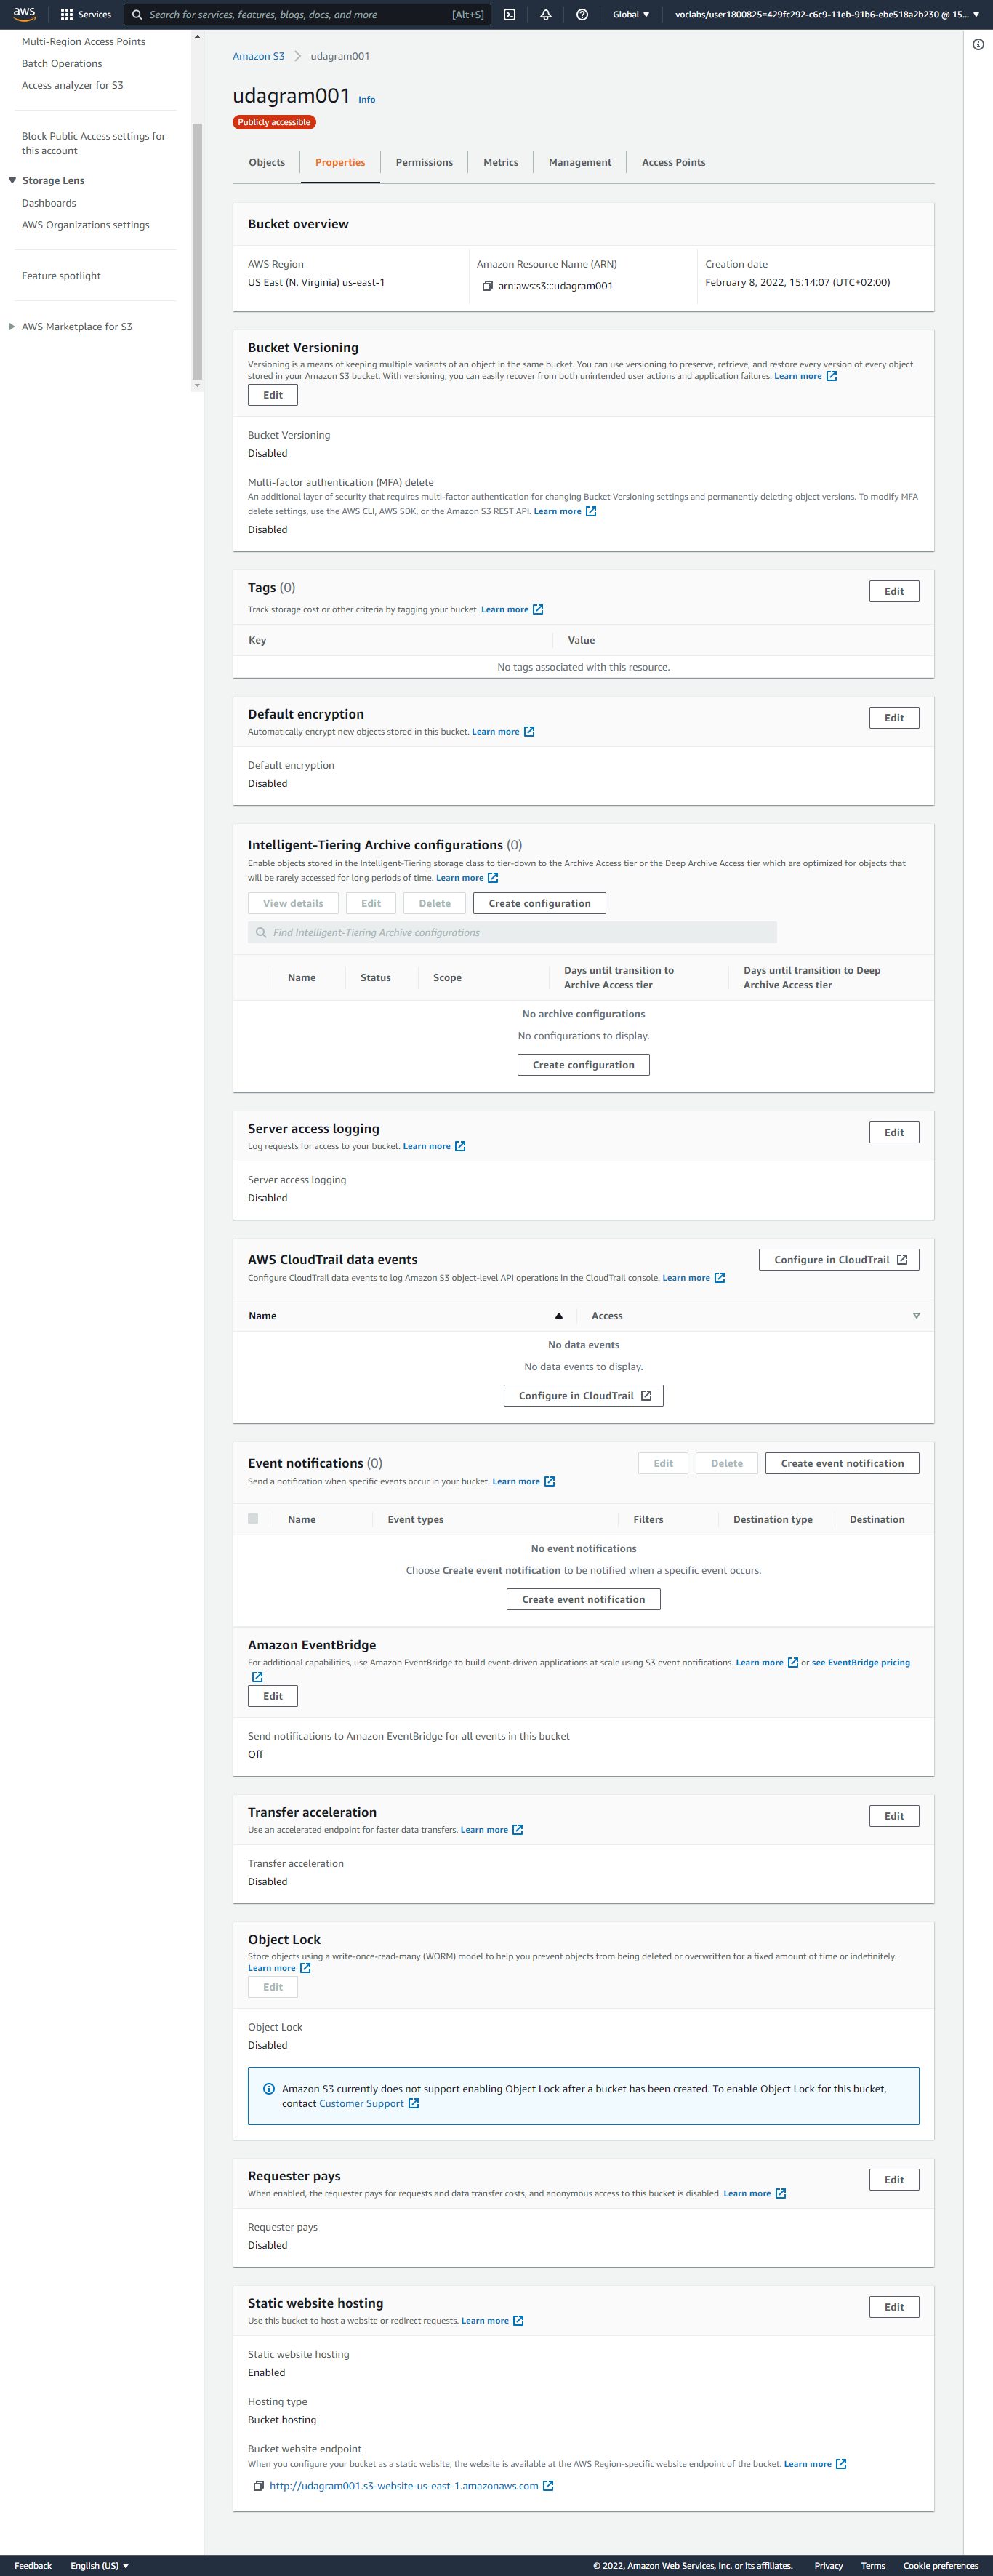 aws
Services
Search for services, features, blogs, docs, and more
[Alt+S]
Global
voclabs/user1800825=429fc292-c6c9-11eb-91b6-ebe518a2b230 @ 15...
Multi-Region Access Points
Batch Operations
Access analyzer for S3
Block Public Access settings for
this account
Storage Lens
Dashboards
AWS Organizations settings
Feature spotlight
AWS Marketplace for S3
Amazon S3 > udagram001
udagram001 Info
Publicly accessible
Objects
Properties
Permissions
Metrics
Management
Access Points
Bucket overview
AWS Region
US East (N. Virginia) us-east-1
Amazon Resource Name (ARN)
arn:aws:s3:::udagram001
Creation date
February 8, 2022, 15:14:07 (UTC+02:00)
Bucket Versioning
Versioning is a means of keeping multiple variants of an object in the same bucket. You can use versioning to preserve, retrieve, and restore every version of every object
stored in your Amazon S3 bucket. With versioning, you can easily recover from both unintended user actions and application failures. Learn more
Edit
Bucket Versioning
Disabled
Multi-factor authentication (MFA) delete
An additional layer of security that requires multi-factor authentication for changing Bucket Versioning settings and permanently deleting object versions. To modify MFA
delete settings, use the AWS CLI, AWS SDK, or the Amazon S3 REST API. Learn more
Disabled
Tags (0)
Edit
Track storage cost or other criteria by tagging your bucket. Learn more
Key
Value
No tags associated with this resource.
Default encryption
Edit
Automatically encrypt new objects stored in this bucket. Learn more
Default encryption
Disabled
Intelligent-Tiering Archive configurations (0)
Enable objects stored in the Intelligent-Tiering storage class to tier-down to the Archive Access tier or the Deep Archive Access tier which are optimized for objects that
will be rarely accessed for long periods of time. Learn more
View details
Edit
Delete
Create configuration
Find Intelligent-Tiering Archive configurations
Name
Status
Scope
Days until transition to
Archive Access tier
Days until transition to Deep
Archive Access tier
No archive configurations
No configurations to display.
Create configuration
Server access logging
Edit
Log requests for access to your bucket. Learn more
Server access logging
Disabled
AWS CloudTrail data events
Configure in CloudTrail
Configure CloudTrail data events to log Amazon S3 object-level API operations in the CloudTrail console. Learn more
Name
Access
No data events
No data events to display.
Configure in CloudTrail
Event notifications (0)
Edit
Delete
Create event notification
Send a notification when specific events occur in your bucket. Learn more
Name
Event types
Filters
Destination type
Destination
No event notifications
Choose Create event notification to be notified when a specific event occurs.
Create event notification
Amazon EventBridge
For additional capabilities, use Amazon EventBridge to build event-driven applications at scale using S3 event notifications. Learn more or see EventBridge pricing
Edit
Send notifications to Amazon EventBridge for all events in this bucket
Off
Transfer acceleration
Edit
Use an accelerated endpoint for faster data transfers. Learn more
Transfer acceleration
Disabled
Object Lock
Store objects using a write-once-read-many (WORM) model to help you prevent objects from being deleted or overwritten for a fixed amount of time or indefinitely.
Learn more
Edit
Object Lock
Disabled
Amazon S3 currently does not support enabling Object Lock after a bucket has been created. To enable Object Lock for this bucket,
contact Customer Support
Requester pays
Edit
When enabled, the requester pays for requests and data transfer costs, and anonymous access to this bucket is disabled. Learn more
Requester pays
Disabled
Static website hosting
Edit
Use this bucket to host a website or redirect requests. Learn more
Static website hosting
Enabled
Hosting type
Bucket hosting
Bucket website endpoint
When you configure your bucket as a static website, the website is available at the AWS Region-specific website endpoint of the bucket. Learn more
http://udagram001.s3-website-us-east-1.amazonaws.com
Feedback
English (US)
© 2022, Amazon Web Services, Inc. or its affiliates.
Privacy
Terms
Cookie preferences